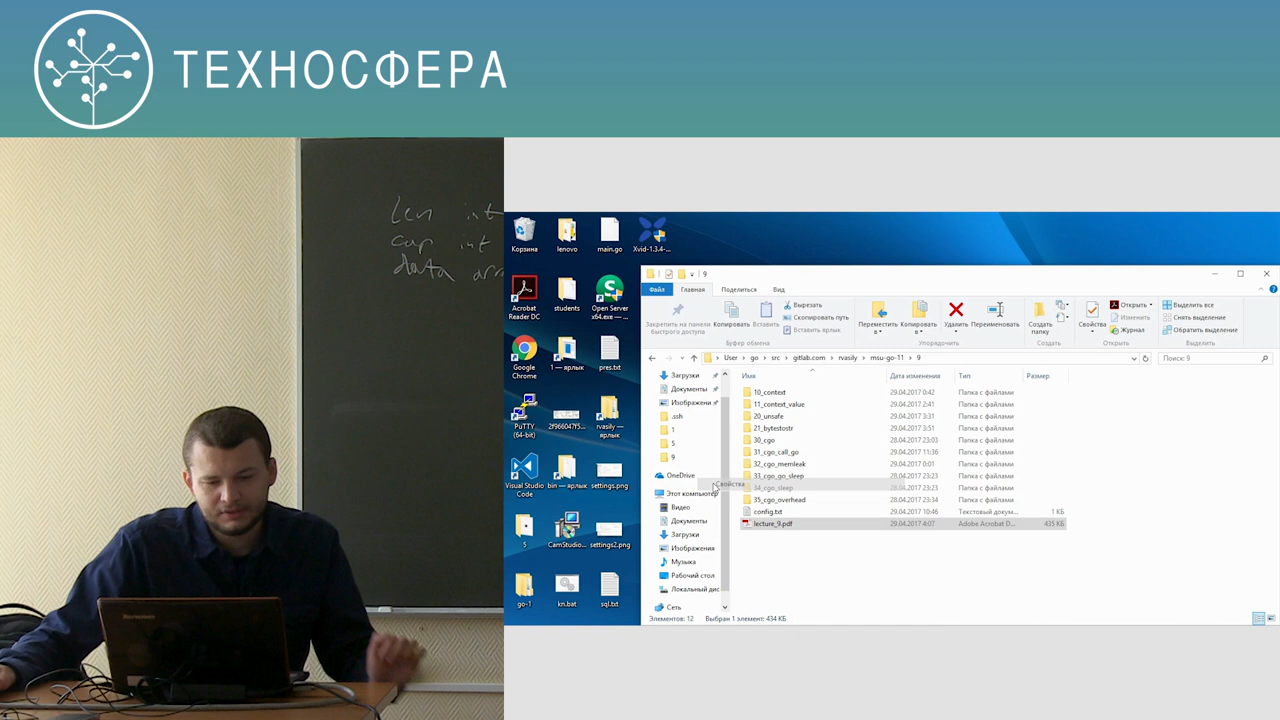 ТЕХНОСФЕРА
len int
cap int
data arr
Корзина
lenovo
main.go
Xvid-1.3.4-...
Acrobat Reader DC
students
Open Server x64.exe — ...
Google Chrome
1 — ярлык
pres.txt
PuTTY (64-bit)
2f966047f5...
rvasily — ярлык
Visual Studio Code
bin — ярлык
settings.png
5
CamStudio...
settings2.png
go-1
kn.bat
sql.txt
9
Файл Главная Поделиться Вид
Закрепить на панели быстрого доступа
Копировать
Вставить
Вырезать
Скопировать путь
Вставить ярлык
Переместить в
Копировать в
Удалить
Переименовать
Создать папку
Свойства
Открыть
Изменить
Журнал
Выделить все
Снять выделение
Обратить выделение
Буфер обмена
Упорядочить
Создать
Открыть
Выделить
User › go › src › gitlab.com › rvasily › msu-go-11 › 9
Поиск: 9
Загрузки
Документы
Изображени
.ssh
1
5
9
OneDrive
Этот компьютер
Видео
Документы
Загрузки
Изображения
Музыка
Рабочий стол
Локальный дис
Сеть
Имя Дата изменения Тип Размер
10_context 29.04.2017 0:42 Папка с файлами
11_context_value 29.04.2017 2:41 Папка с файлами
20_unsafe 29.04.2017 3:31 Папка с файлами
21_bytestostr 29.04.2017 3:51 Папка с файлами
30_cgo 28.04.2017 23:03 Папка с файлами
31_cgo_call_go 29.04.2017 11:36 Папка с файлами
32_cgo_memleak 29.04.2017 0:01 Папка с файлами
33_cgo_go_sleep 28.04.2017 23:23 Папка с файлами
Свойства
34_cgo_sleep 28.04.2017 23:23 Папка с файлами
35_cgo_overhead 28.04.2017 23:34 Папка с файлами
config.txt 29.04.2017 10:46 Текстовый докум... 1 КБ
lecture_9.pdf 29.04.2017 4:07 Adobe Acrobat D... 435 КБ
Элементов: 12 Выбран 1 элемент: 434 КБ